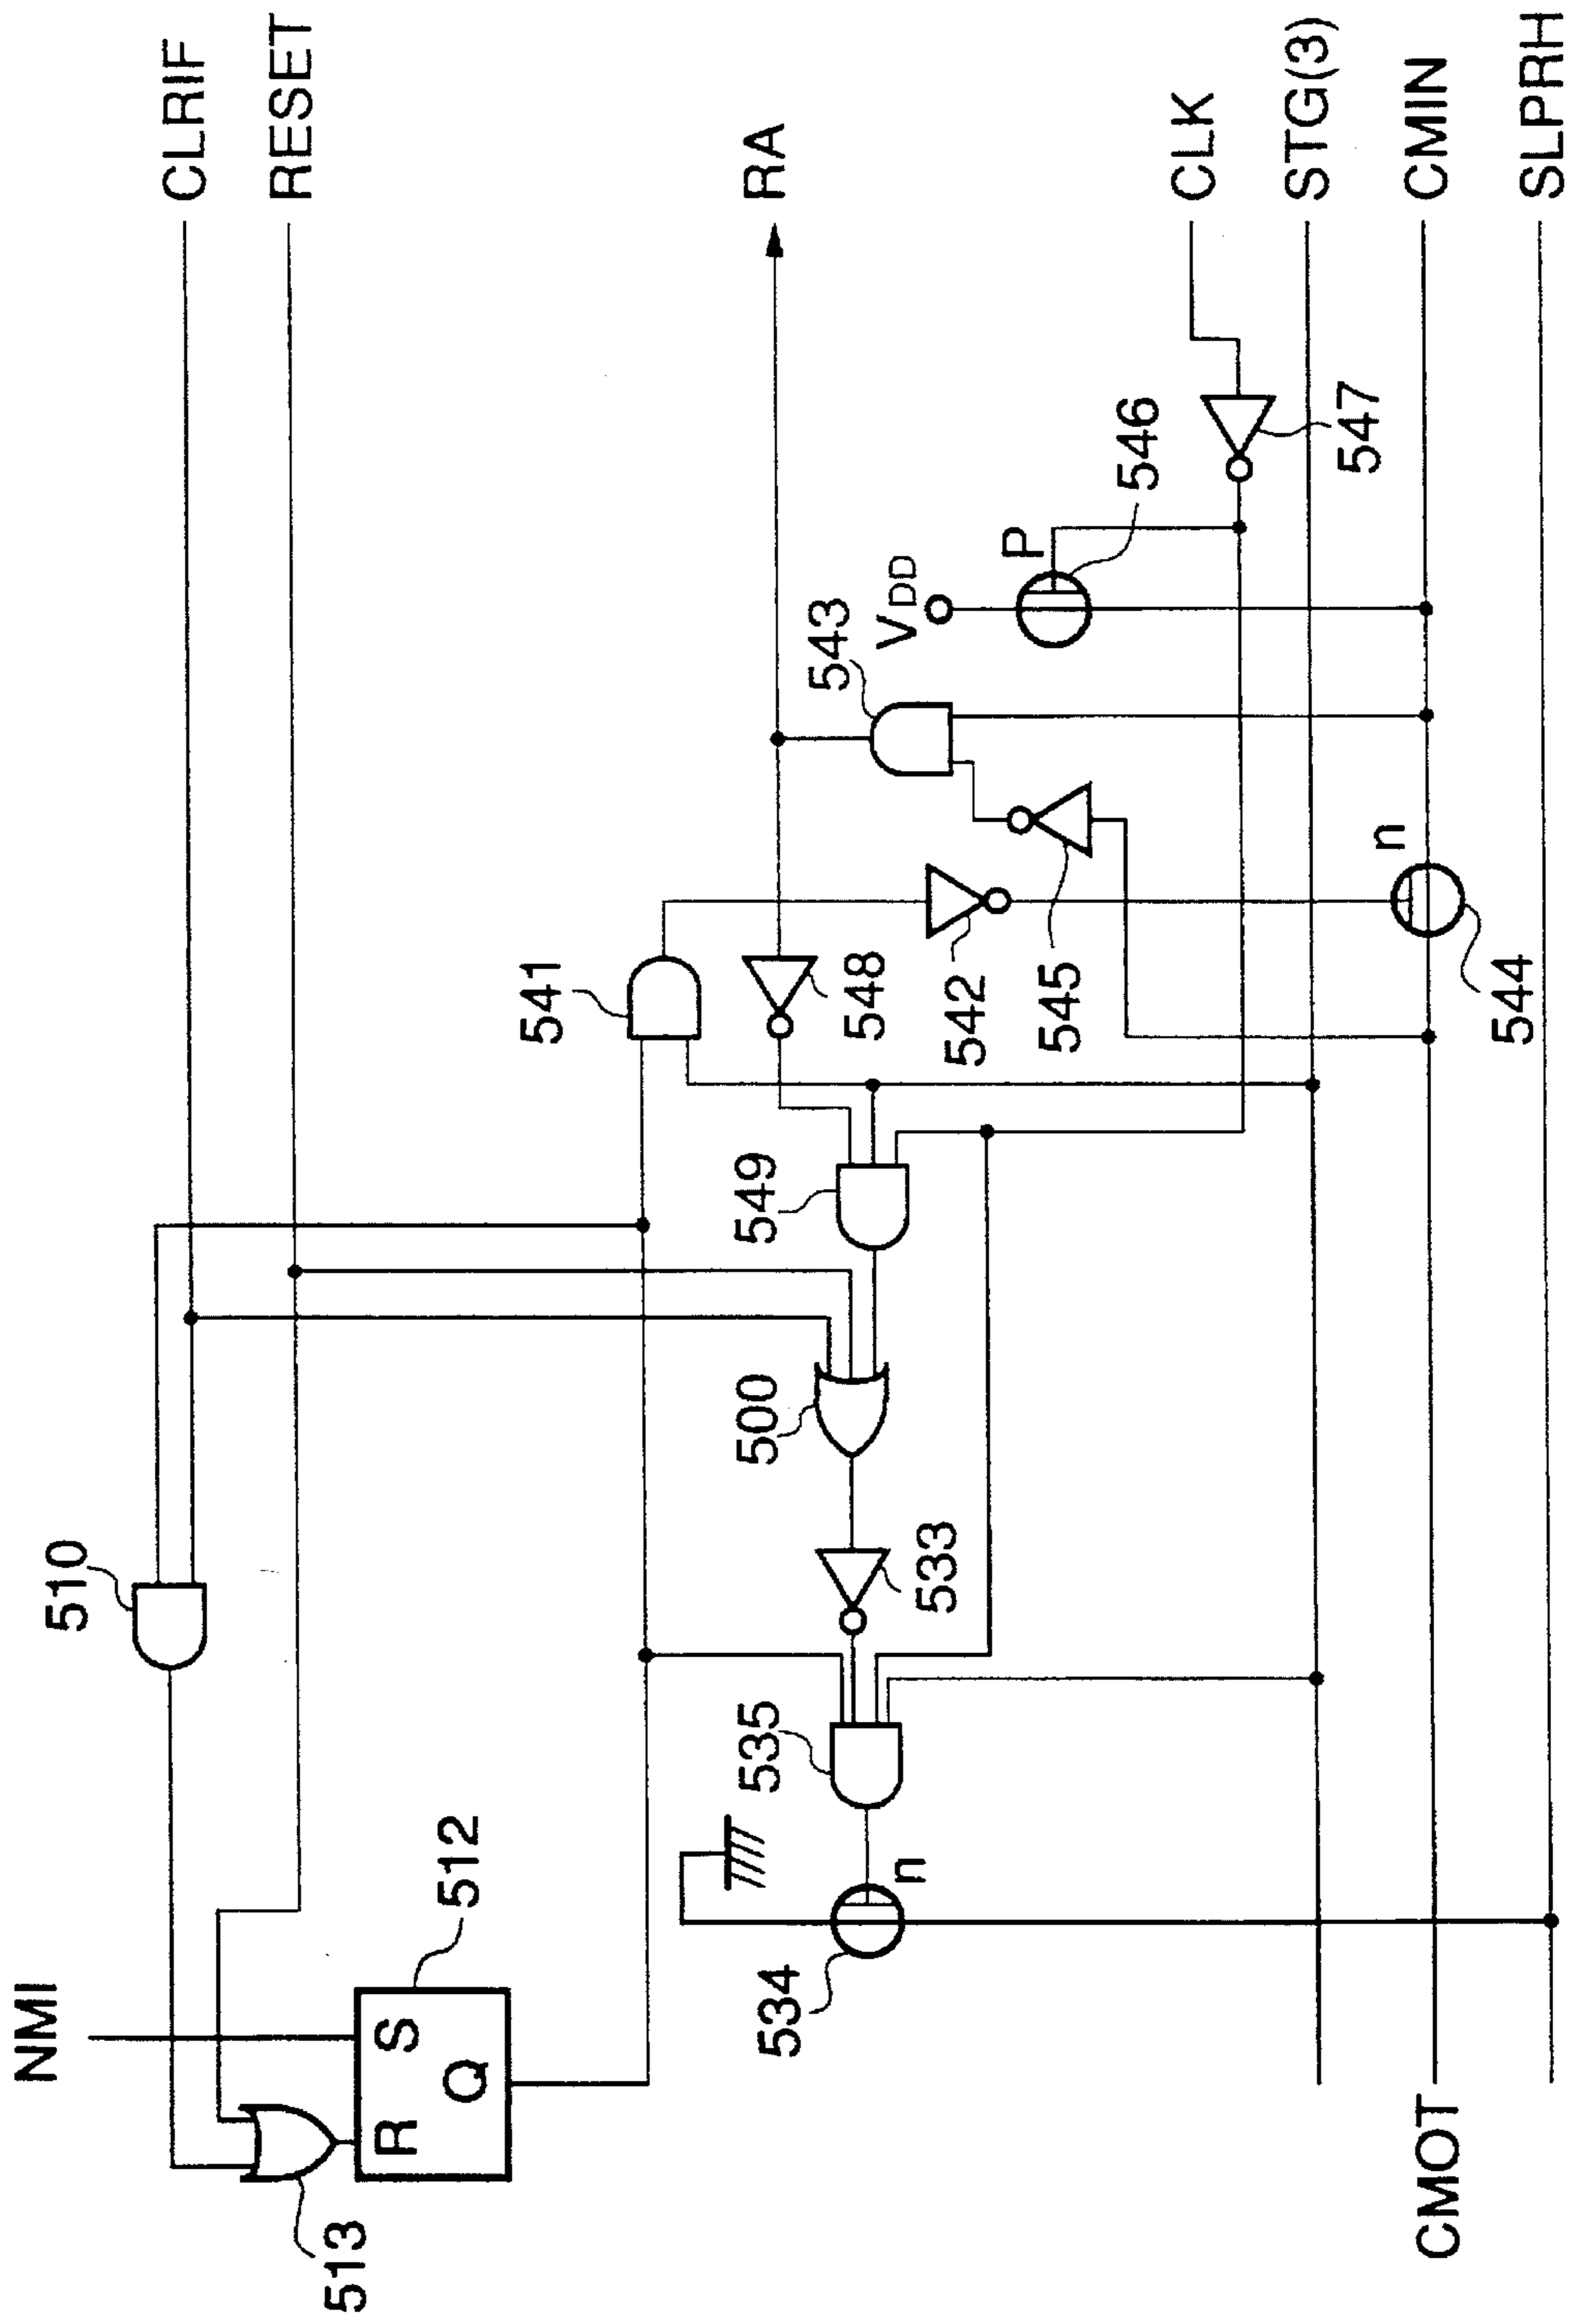 NMI
513
R
S
Q
512
510
CLRIF
RESET
534
n
535
533
500
549
541
548
542
545
543
RA
VDD
P
546
547
CLK
STG(3)
544
n
CMIN
CMOT
SLPRH